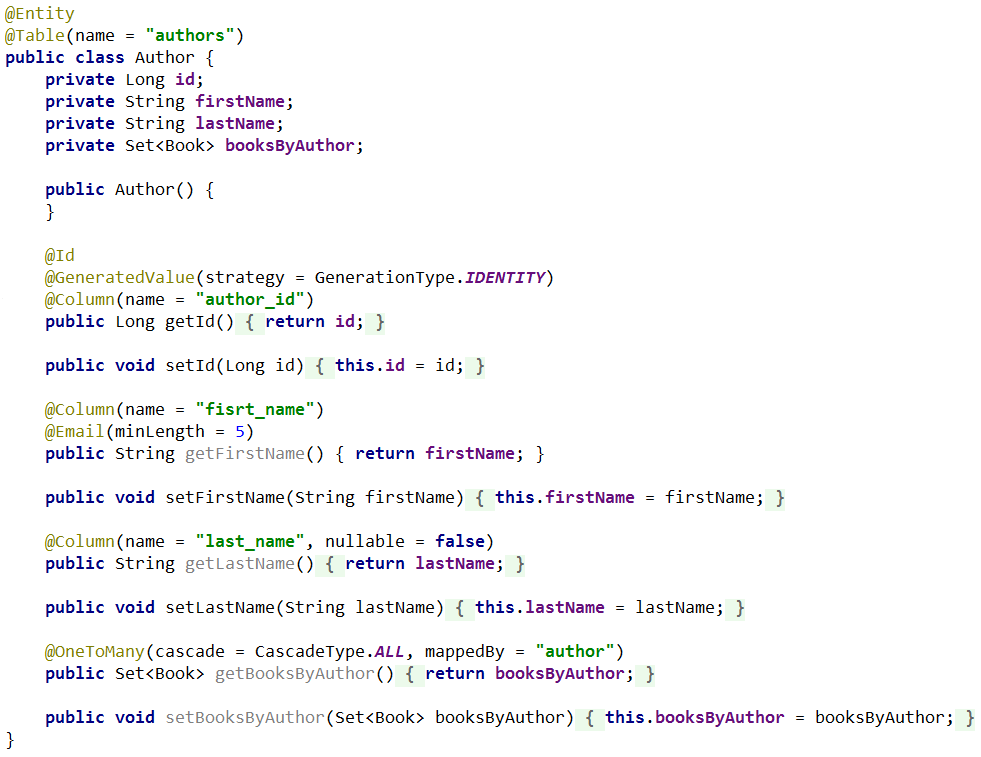 @Entity
@Table(name = "authors")
public class Author {
    private Long id;
    private String firstName;
    private String lastName;
    private Set<Book> booksByAuthor;

    public Author() {
    }

    @Id
    @GeneratedValue(strategy = GenerationType.IDENTITY)
    @Column(name = "author_id")
    public Long getId() { return id; }

    public void setId(Long id) { this.id = id; }

    @Column(name = "fisrt_name")
    @Email(minLength = 5)
    public String getFirstName() { return firstName; }

    public void setFirstName(String firstName) { this.firstName = firstName; }

    @Column(name = "last_name", nullable = false)
    public String getLastName() { return lastName; }

    public void setLastName(String lastName) { this.lastName = lastName; }

    @OneToMany(cascade = CascadeType.ALL, mappedBy = "author")
    public Set<Book> getBooksByAuthor() { return booksByAuthor; }

    public void setBooksByAuthor(Set<Book> booksByAuthor) { this.booksByAuthor = booksByAuthor; }
}